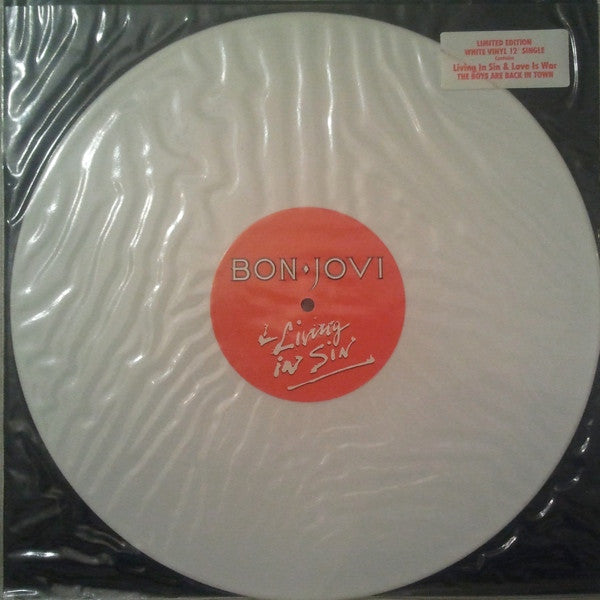 LIMITED EDITION
WHITE VINYL 12" SINGLE
Contains
Living In Sin & Love Is War
THE BOYS ARE BACK IN TOWN
BON•JOVI
Living
in Sin